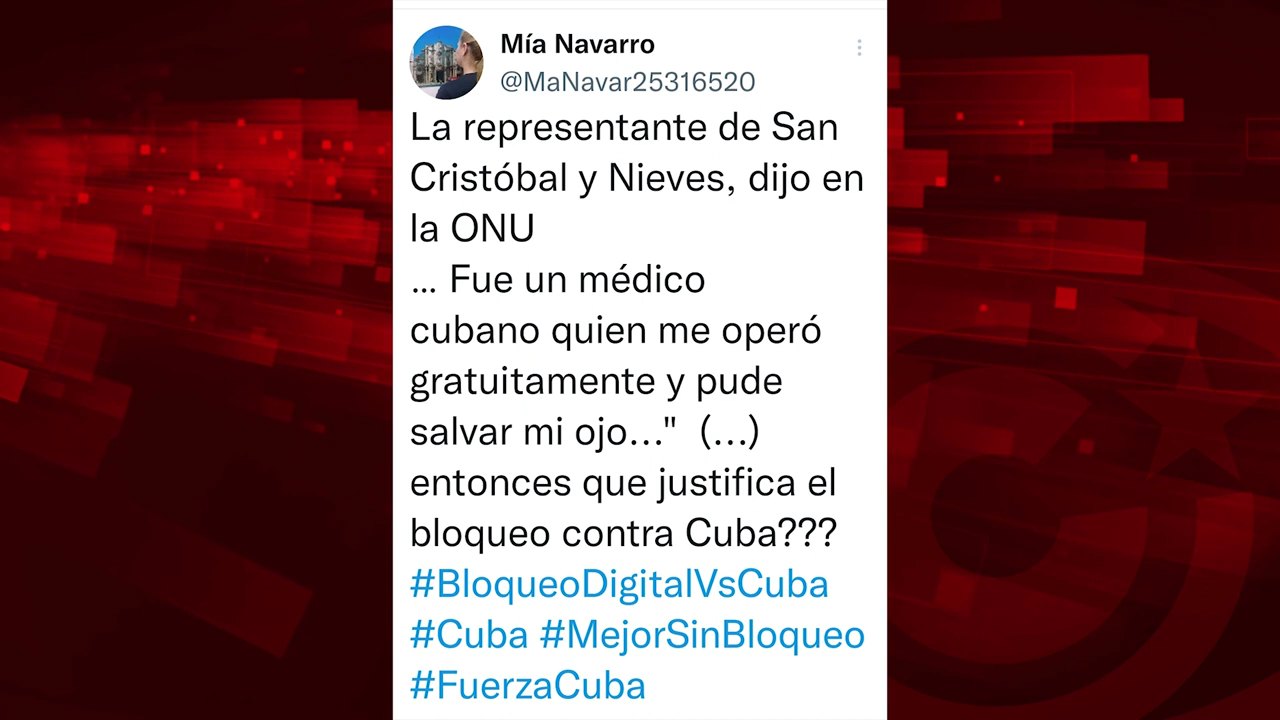 Mía Navarro
@MaNavar25316520
La representante de San
Cristóbal y Nieves, dijo en
la ONU
... Fue un médico
cubano quien me operó
gratuitamente y pude
salvar mi ojo..." (...)
entonces que justifica el
bloqueo contra Cuba???
#BloqueoDigitalVsCuba
#Cuba #MejorSinBloqueo
#FuerzaCuba